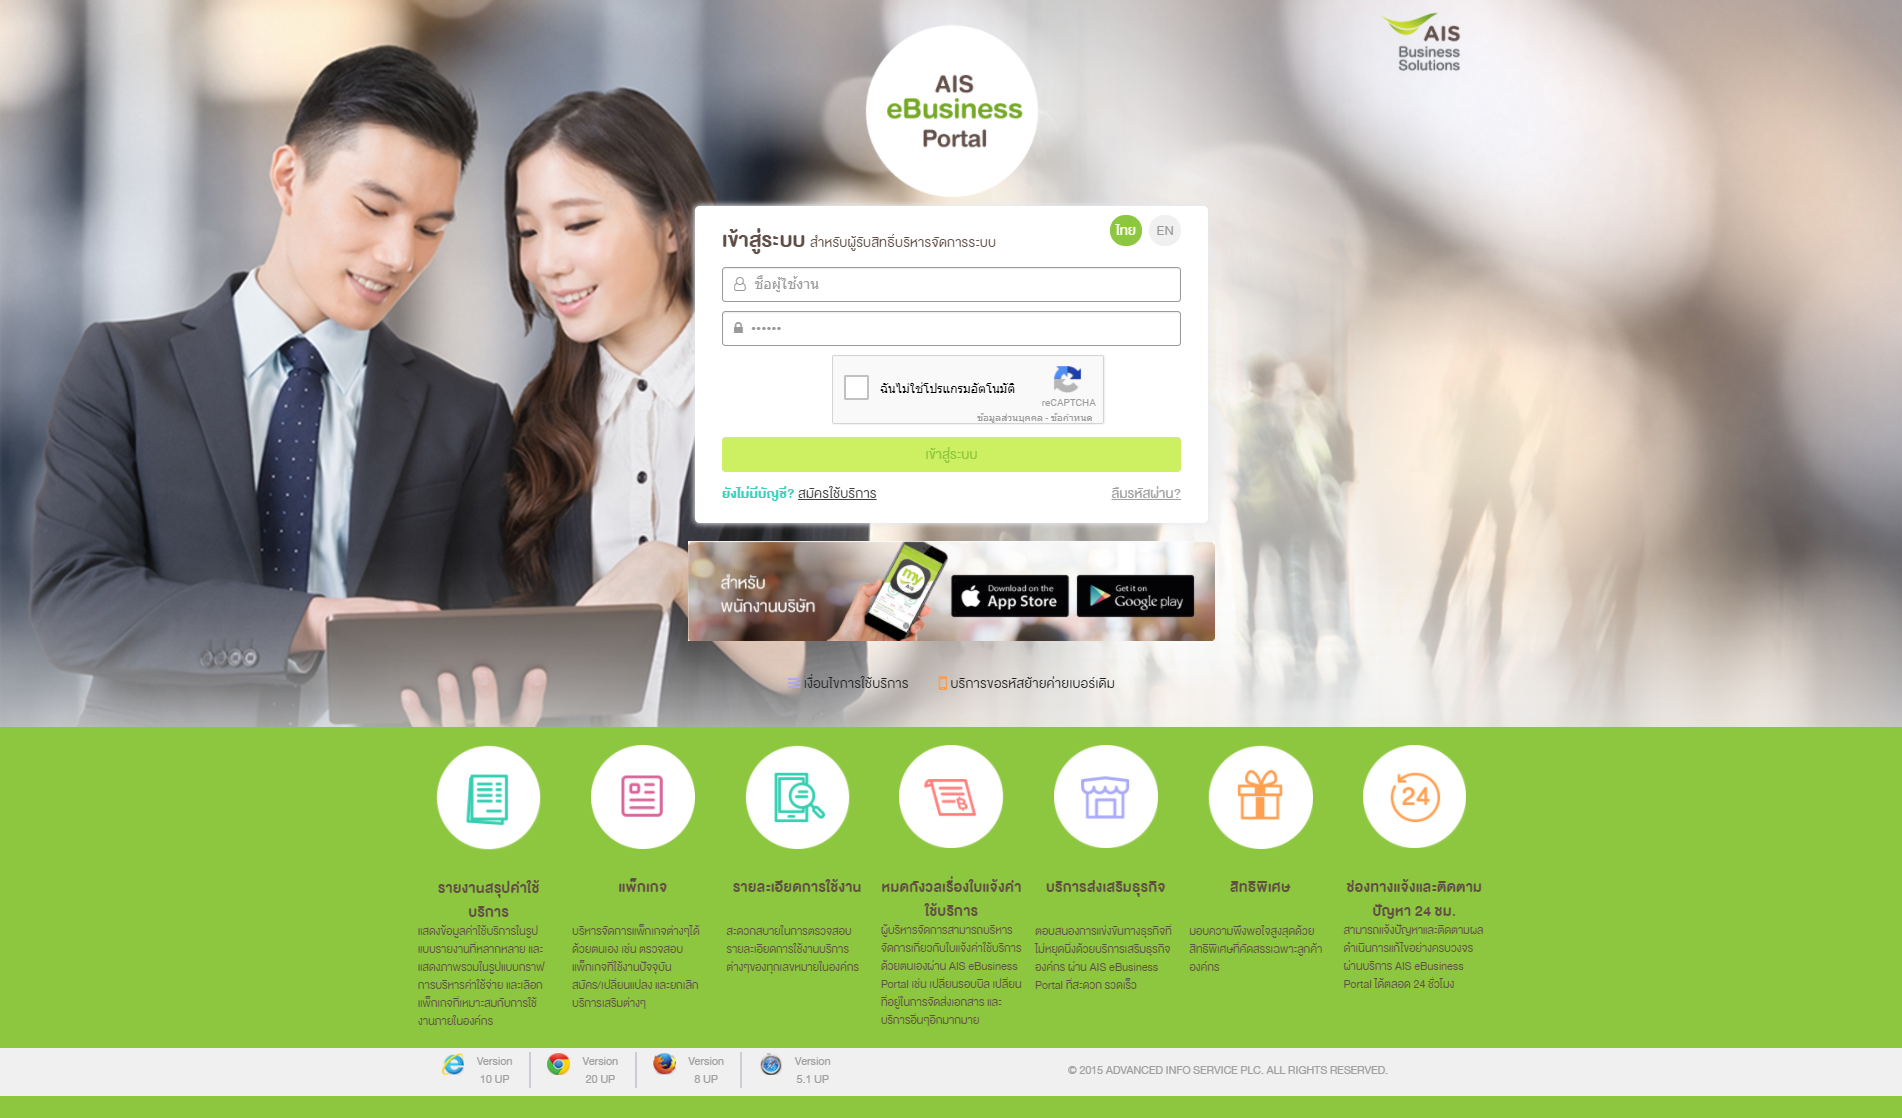 AIS
Business
Solutions
AIS
eBusiness
Portal
เข้าสู่ระบบ สำหรับผู้รับสิทธิ์บริหารจัดการระบบ
ไทย EN
ชื่อผู้ใช้งาน
••••••
ฉันไม่ใช่โปรแกรมอัตโนมัติ
reCAPTCHA
ข้อมูลส่วนบุคคล - ข้อกำหนด
เข้าสู่ระบบ
ยังไม่มีบัญชี? สมัครใช้บริการ
ลืมรหัสผ่าน?
สำหรับ
พนักงานบริษัท
my
AIS
Download on the
App Store
Get it on
Google play
เงื่อนไขการใช้บริการ
บริการขอรหัสย้ายค่ายเบอร์เดิม
รายงานสรุปค่าใช้
บริการ
แสดงข้อมูลค่าใช้บริการในรูป
แบบรายงานที่หลากหลาย และ
แสดงภาพรวมในรูปแบบกราฟ
การบริหารค่าใช้จ่าย และเลือก
แพ็กเกจที่เหมาะสมกับการใช้
งานภายในองค์กร
แพ็กเกจ
บริหารจัดการแพ็กเกจต่างๆได้
ด้วยตนเอง เช่น ตรวจสอบ
แพ็กเกจที่ใช้งานปัจจุบัน
สมัคร/เปลี่ยนแปลง และยกเลิก
บริการเสริมต่างๆ
รายละเอียดการใช้งาน
สะดวกสบายในการตรวจสอบ
รายละเอียดการใช้งานบริการ
ต่างๆของทุกเลขหมายในองค์กร
หมดกังวลเรื่องใบแจ้งค่า
ใช้บริการ
ผู้บริหารจัดการสามารถบริหาร
จัดการเกี่ยวกับใบแจ้งค่าใช้บริการ
ด้วยตนเองผ่าน AIS eBusiness
Portal เช่น เปลี่ยนรอบบิล เปลี่ยน
ที่อยู่ในการจัดส่งเอกสาร และ
บริการอื่นๆอีกมากมาย
บริการส่งเสริมธุรกิจ
ตอบสนองการแข่งขันทางธุรกิจที่
ไม่หยุดนิ่งด้วยบริการเสริมธุรกิจ
องค์กร ผ่าน AIS eBusiness
Portal ที่สะดวก รวดเร็ว
สิทธิพิเศษ
มอบความพึงพอใจสูงสุดด้วย
สิทธิพิเศษที่คัดสรรเฉพาะลูกค้า
องค์กร
24
ช่องทางแจ้งและติดตาม
ปัญหา 24 ชม.
สามารถแจ้งปัญหาและติดตามผล
ดำเนินการแก้ไขอย่างครบวงจร
ผ่านบริการ AIS eBusiness
Portal ได้ตลอด 24 ชั่วโมง
Version
10 UP
Version
20 UP
Version
8 UP
Version
5.1 UP
© 2015 ADVANCED INFO SERVICE PLC. ALL RIGHTS RESERVED.